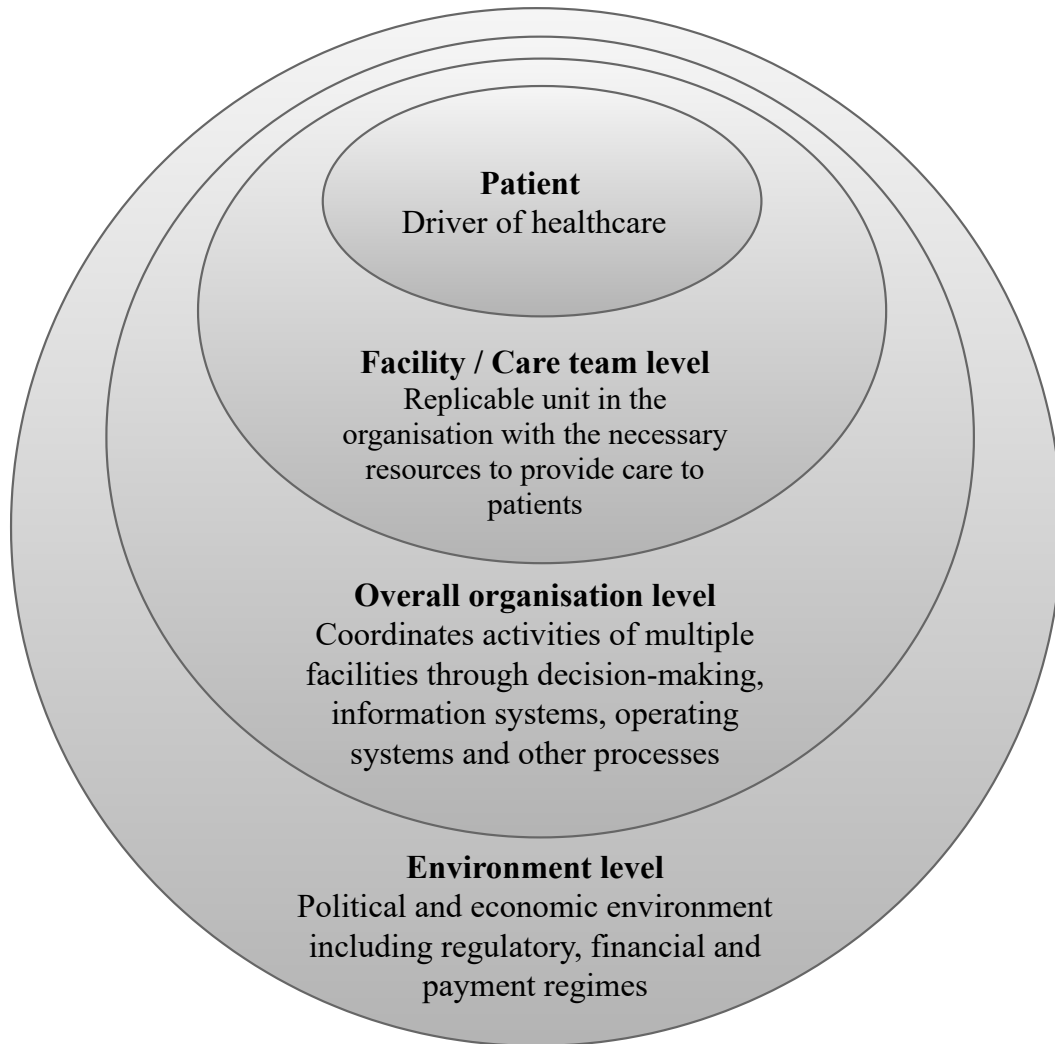 Patient
Driver of healthcare
Facility / Care team level
Replicable unit in the
organisation with the necessary
resources to provide care to
patients
Overall organisation level
Coordinates activities of multiple
facilities through decision-making,
information systems, operating
systems and other processes
Environment level
Political and economic environment
including regulatory, financial and
payment regimes